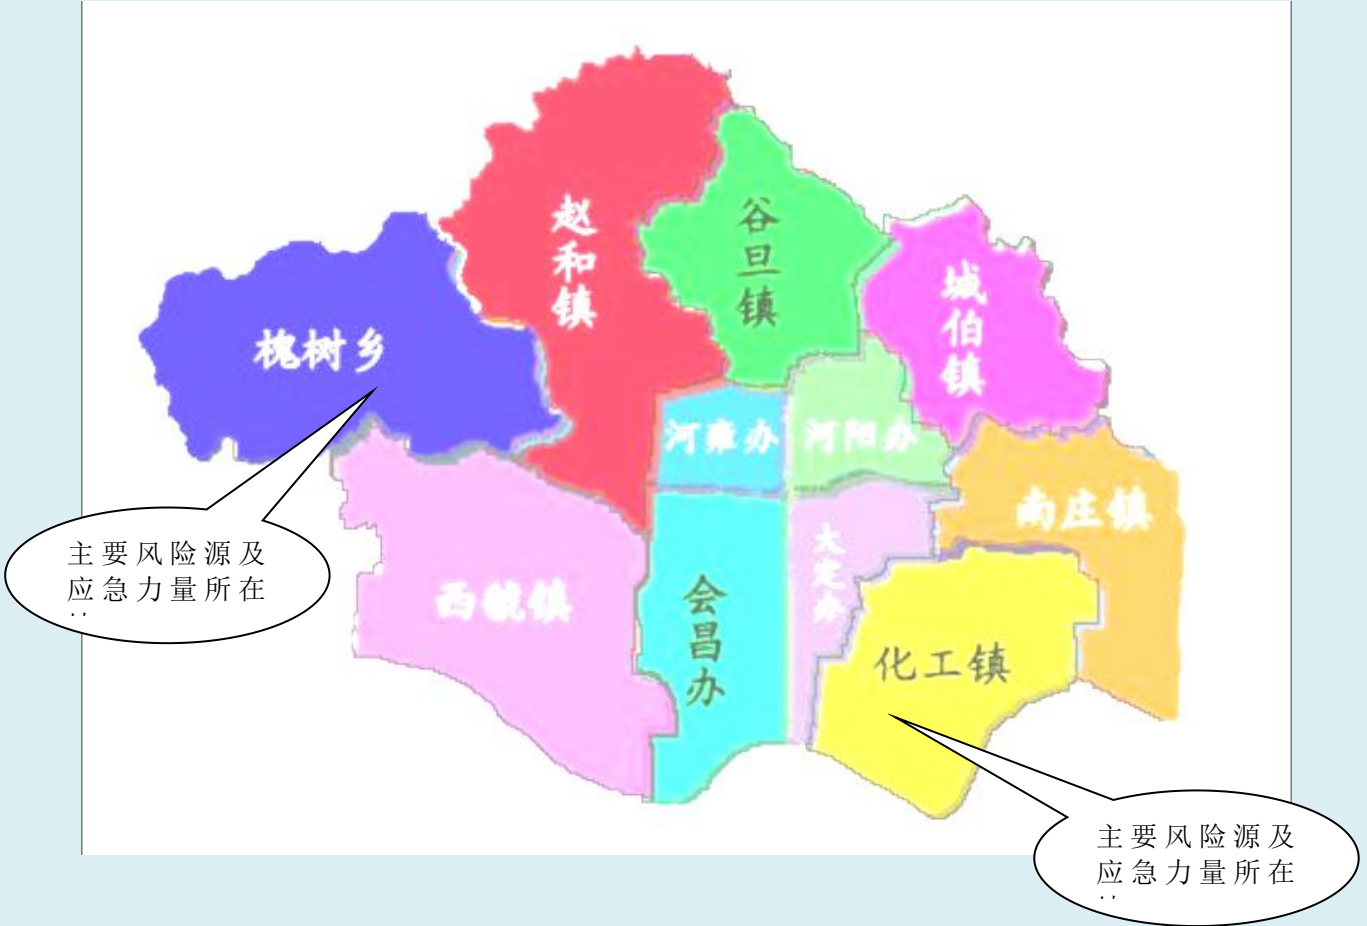 赵和镇
谷旦镇
城伯镇
槐树乡
河雍办
河阳办
南庄镇
大定办
西虢镇
会昌办
化工镇
主要风险源及
应急力量所在
主要风险源及
应急力量所在